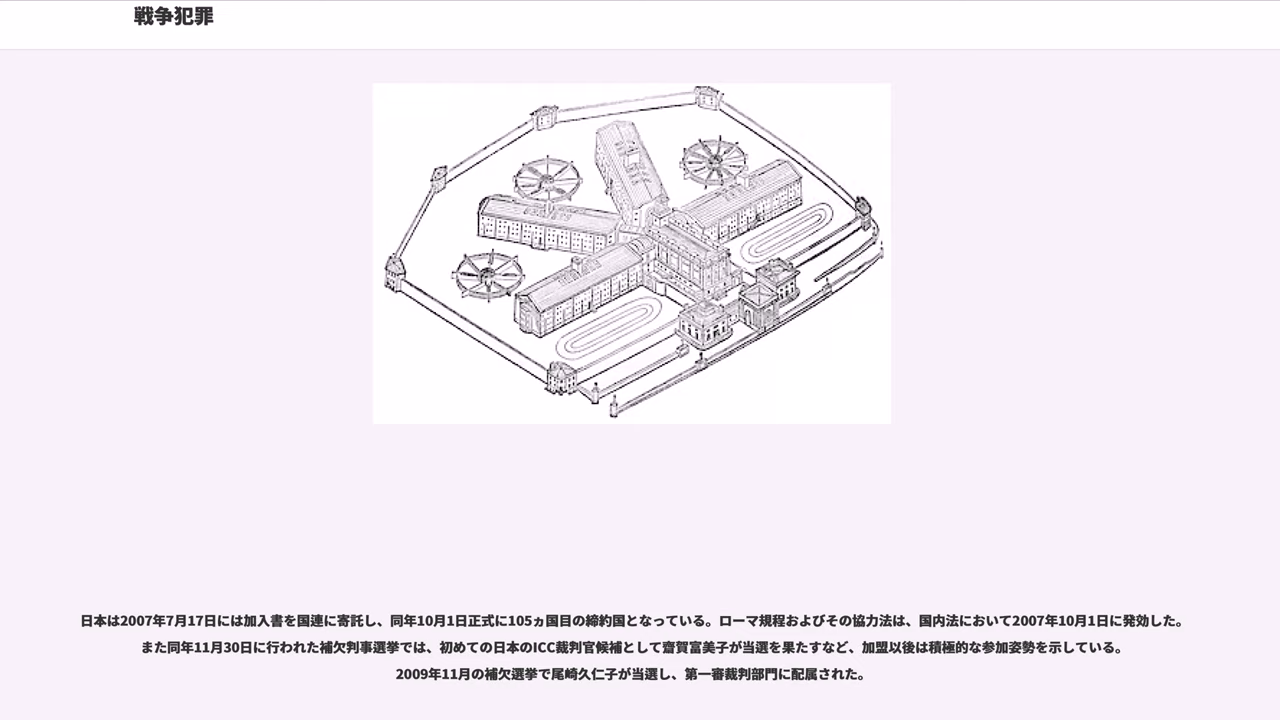 戦争犯罪
日本は2007年7月17日には加入書を国連に寄託し、同年10月1日正式に105ヵ国目の締約国となっている。ローマ規程およびその協力法は、国内法において2007年10月1日に発効した。
また同年11月30日に行われた補欠判事選挙では、初めての日本のICC裁判官候補として齋賀富美子が当選を果たすなど、加盟以後は積極的な参加姿勢を示している。
2009年11月の補欠選挙で尾崎久仁子が当選し、第一審裁判部門に配属された。